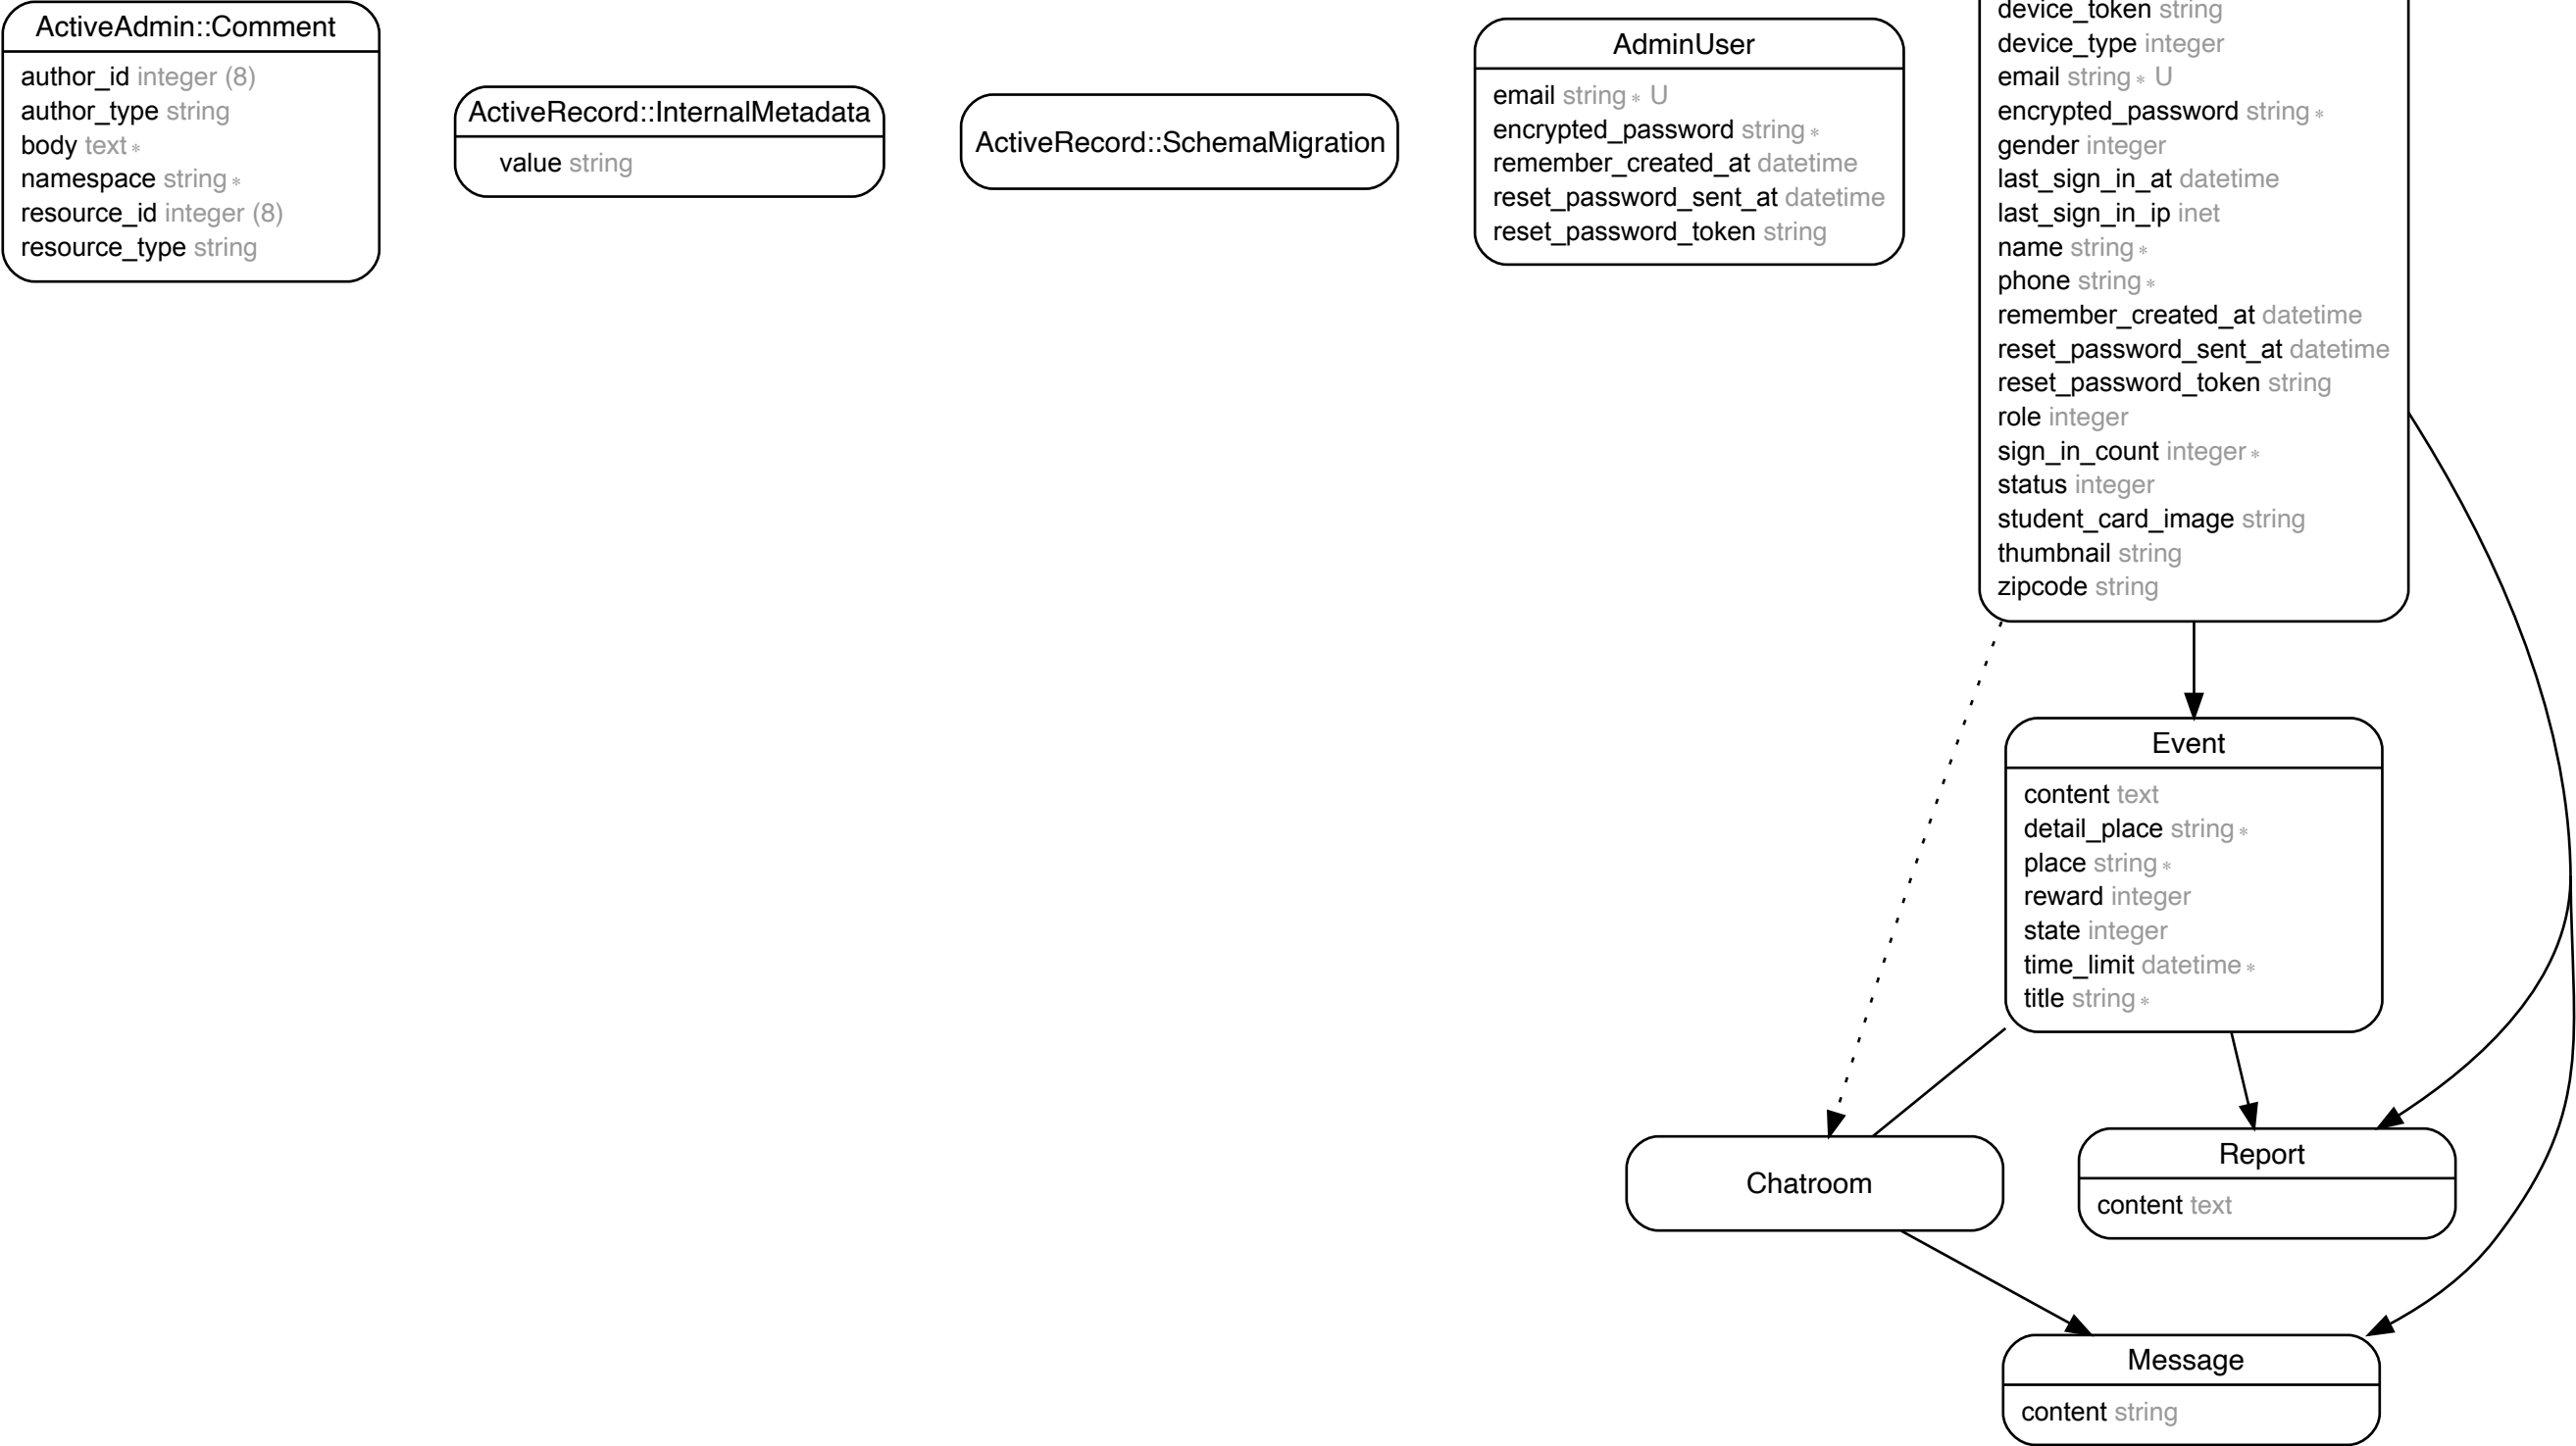 ActiveAdmin::Comment
author_id integer (8)
author_type string
body text *
namespace string *
resource_id integer (8)
resource_type string
ActiveRecord::InternalMetadata
value string
ActiveRecord::SchemaMigration
AdminUser
email string * U
encrypted_password string *
remember_created_at datetime
reset_password_sent_at datetime
reset_password_token string
device_token string
device_type integer
email string * U
encrypted_password string *
gender integer
last_sign_in_at datetime
last_sign_in_ip inet
name string *
phone string *
remember_created_at datetime
reset_password_sent_at datetime
reset_password_token string
role integer
sign_in_count integer *
status integer
student_card_image string
thumbnail string
zipcode string
Event
content text
detail_place string *
place string *
reward integer
state integer
time_limit datetime *
title string *
Chatroom
Report
content text
Message
content string